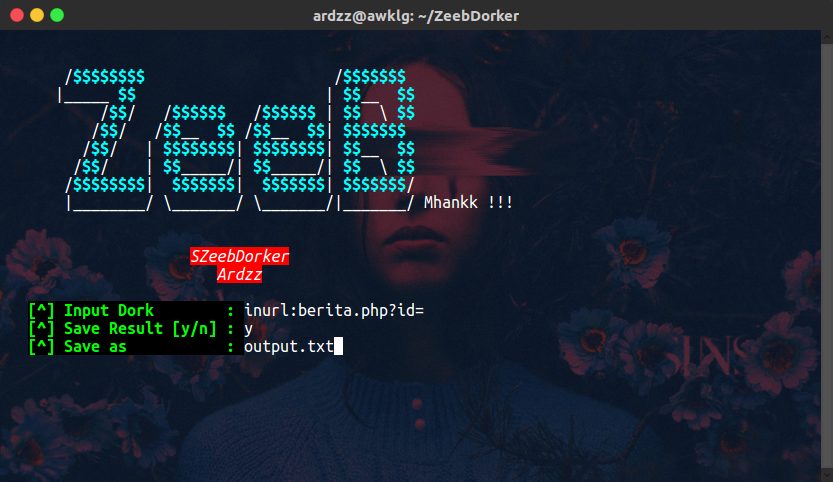 ardzz@awklg: ~/ZeebDorker
 /$$$$$$$$                     /$$$$$$$
|_____ $$                     | $$__  $$
     /$$/   /$$$$$$   /$$$$$$ | $$  \ $$
    /$$/   /$$__  $$ /$$__  $$| $$$$$$$
   /$$/   | $$$$$$$$| $$$$$$$$| $$__  $$
  /$$/    | $$_____/| $$_____/| $$  \ $$
 /$$$$$$$$|  $$$$$$$|  $$$$$$$| $$$$$$$/
 |________/ \_______/ \_______/|_______/ Mhankk !!!
SZeebDorker
Ardzz
[^] Input Dork        : inurl:berita.php?id=
[^] Save Result [y/n] : y
[^] Save as           : output.txt